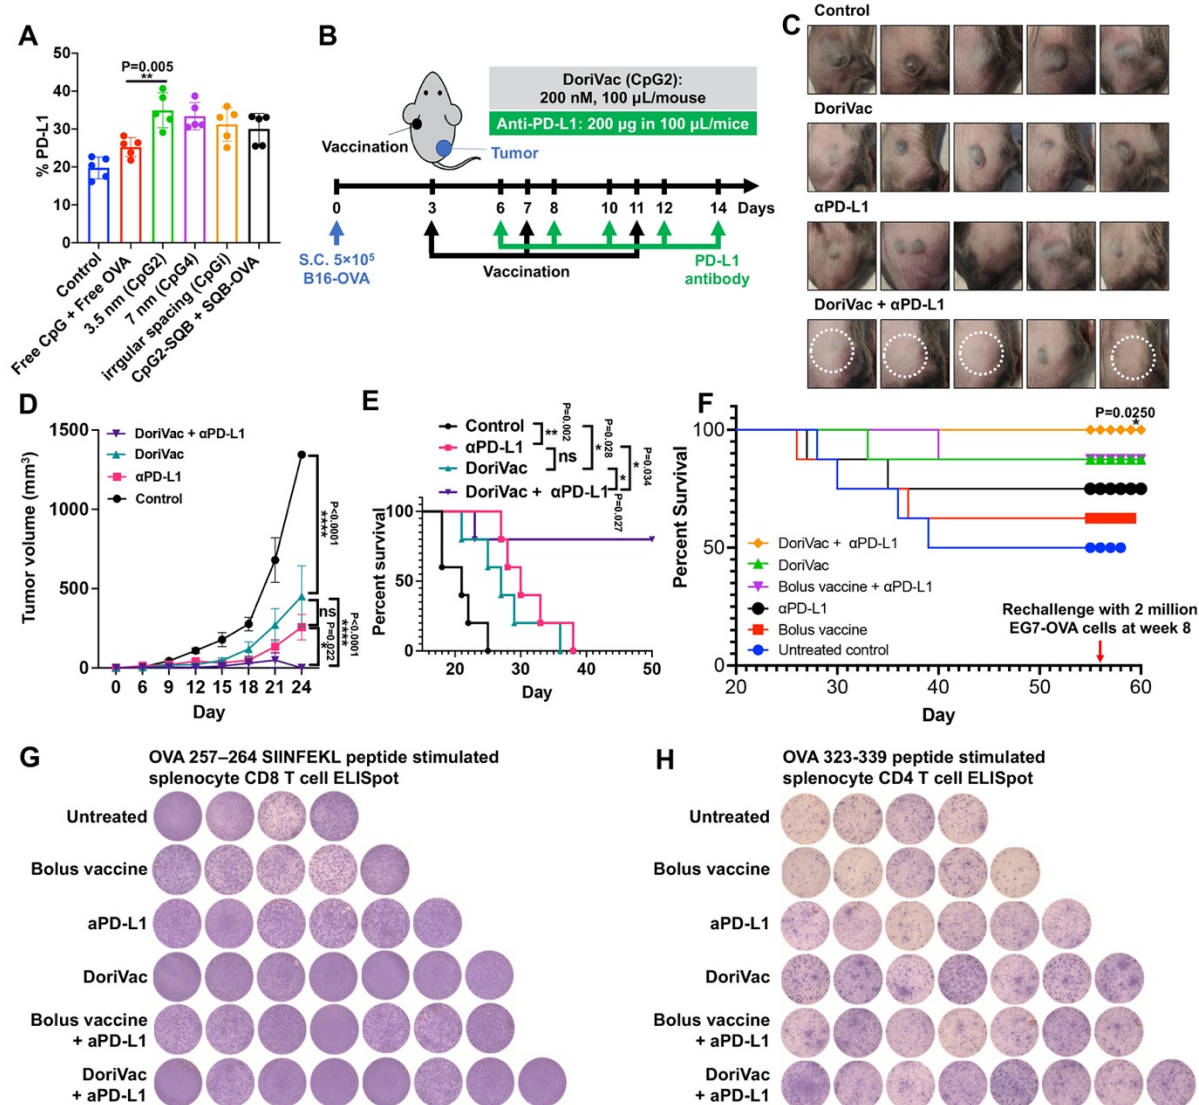 A
% PD-L1
50
40
30
20
10
0
P=0.005
**
Control
Free CpG + Free OVA
3.5 nm (CpG2)
7 nm (CpG4)
irrgular spacing (CpGi)
CpG2-SQB + SQB-OVA
B
DoriVac (CpG2):
200 nM, 100 µL/mouse
Anti-PD-L1: 200 µg in 100 µL/mice
Vaccination
Tumor
0 3 6 7 8 10 11 12 14 Days
S.C. 5×10⁵
B16-OVA
Vaccination
PD-L1
antibody
C
Control
DoriVac
αPD-L1
DoriVac + αPD-L1
D
Tumor volume (mm³)
1500
1000
500
0
DoriVac + αPD-L1
DoriVac
αPD-L1
Control
P<0.0001
****
ns
*
P=0.022
****
P<0.0001
0 6 9 12 15 18 21 24
Day
E
Control
αPD-L1
DoriVac
DoriVac + αPD-L1
**
P=0.002
ns
*
P=0.028
*
P=0.027
*
P=0.034
Percent survival
100
50
0
20 30 40 50
Day
F
Percent Survival
100
50
0
P=0.0250
*
DoriVac + αPD-L1
DoriVac
Bolus vaccine + αPD-L1
αPD-L1
Bolus vaccine
Untreated control
Rechallenge with 2 million
EG7-OVA cells at week 8
20 30 40 50 60
Day
G
OVA 257–264 SIINFEKL peptide stimulated
splenocyte CD8 T cell ELISpot
Untreated
Bolus vaccine
aPD-L1
DoriVac
Bolus vaccine
+ aPD-L1
DoriVac
+ aPD-L1
H
OVA 323-339 peptide stimulated
splenocyte CD4 T cell ELISpot
Untreated
Bolus vaccine
aPD-L1
DoriVac
Bolus vaccine
+ aPD-L1
DoriVac
+ aPD-L1